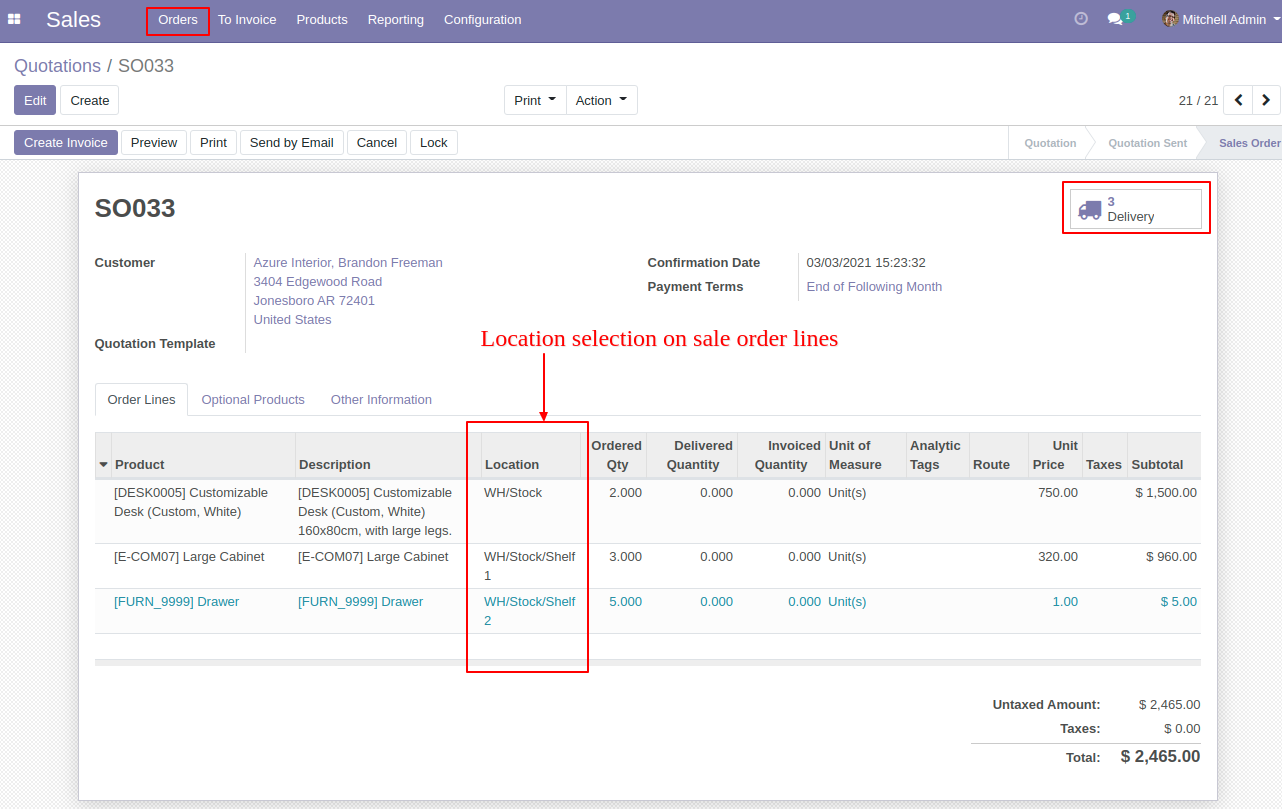 Sales Orders To Invoice Products Reporting Configuration 1 Mitchell Admin
Quotations / SO033
Edit Create Print Action 21 / 21
Create Invoice Preview Print Send by Email Cancel Lock Quotation Quotation Sent Sales Order
SO033
3
Delivery
Customer
Azure Interior, Brandon Freeman
3404 Edgewood Road
Jonesboro AR 72401
United States
Quotation Template
Confirmation Date 03/03/2021 15:23:32
Payment Terms End of Following Month
Location selection on sale order lines
Order Lines Optional Products Other Information
Product Description Location Ordered Qty Delivered Quantity Invoiced Quantity Unit of Measure Analytic Tags Route Unit Price Taxes Subtotal
[DESK0005] Customizable [DESK0005] Customizable WH/Stock 2.000 0.000 0.000 Unit(s) 750.00 $ 1,500.00
Desk (Custom, White) Desk (Custom, White)
160x80cm, with large legs.
[E-COM07] Large Cabinet [E-COM07] Large Cabinet WH/Stock/Shelf 3.000 0.000 0.000 Unit(s) 320.00 $ 960.00
1
[FURN_9999] Drawer [FURN_9999] Drawer WH/Stock/Shelf 5.000 0.000 0.000 Unit(s) 1.00 $ 5.00
2
Untaxed Amount: $ 2,465.00
Taxes: $ 0.00
Total: $ 2,465.00